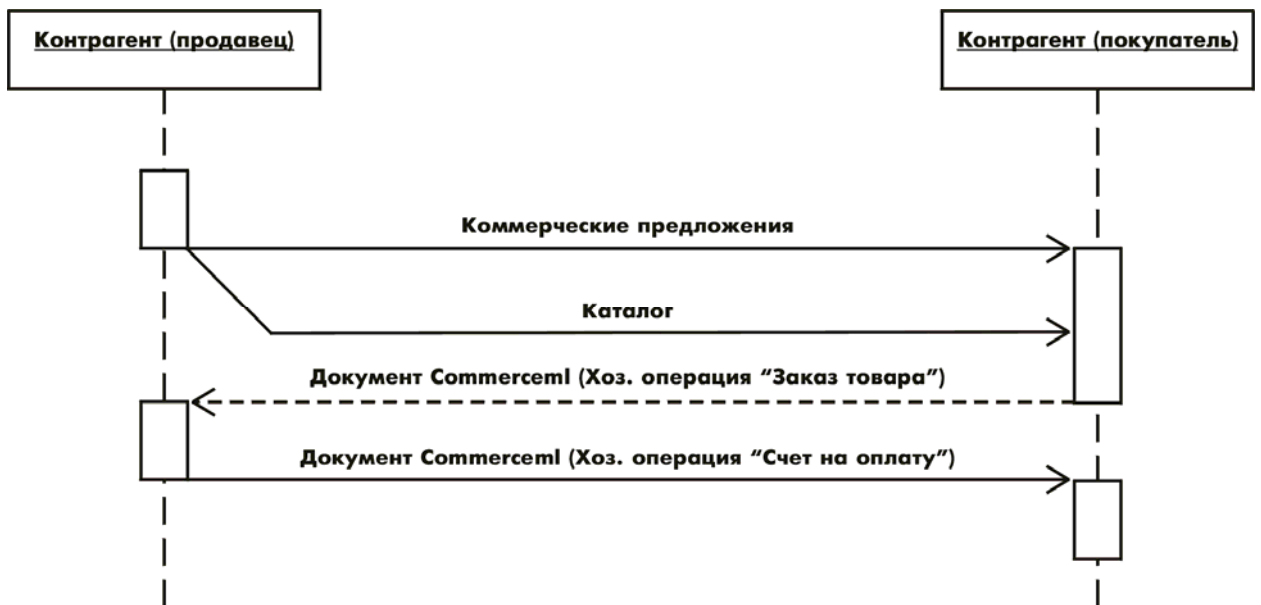 Контрагент (продавец)
Контрагент (покупатель)
Коммерческие предложения
Каталог
Документ Commerceml (Хоз. операция “Заказ товара”)
Документ Commerceml (Хоз. операция “Счет на оплату”)